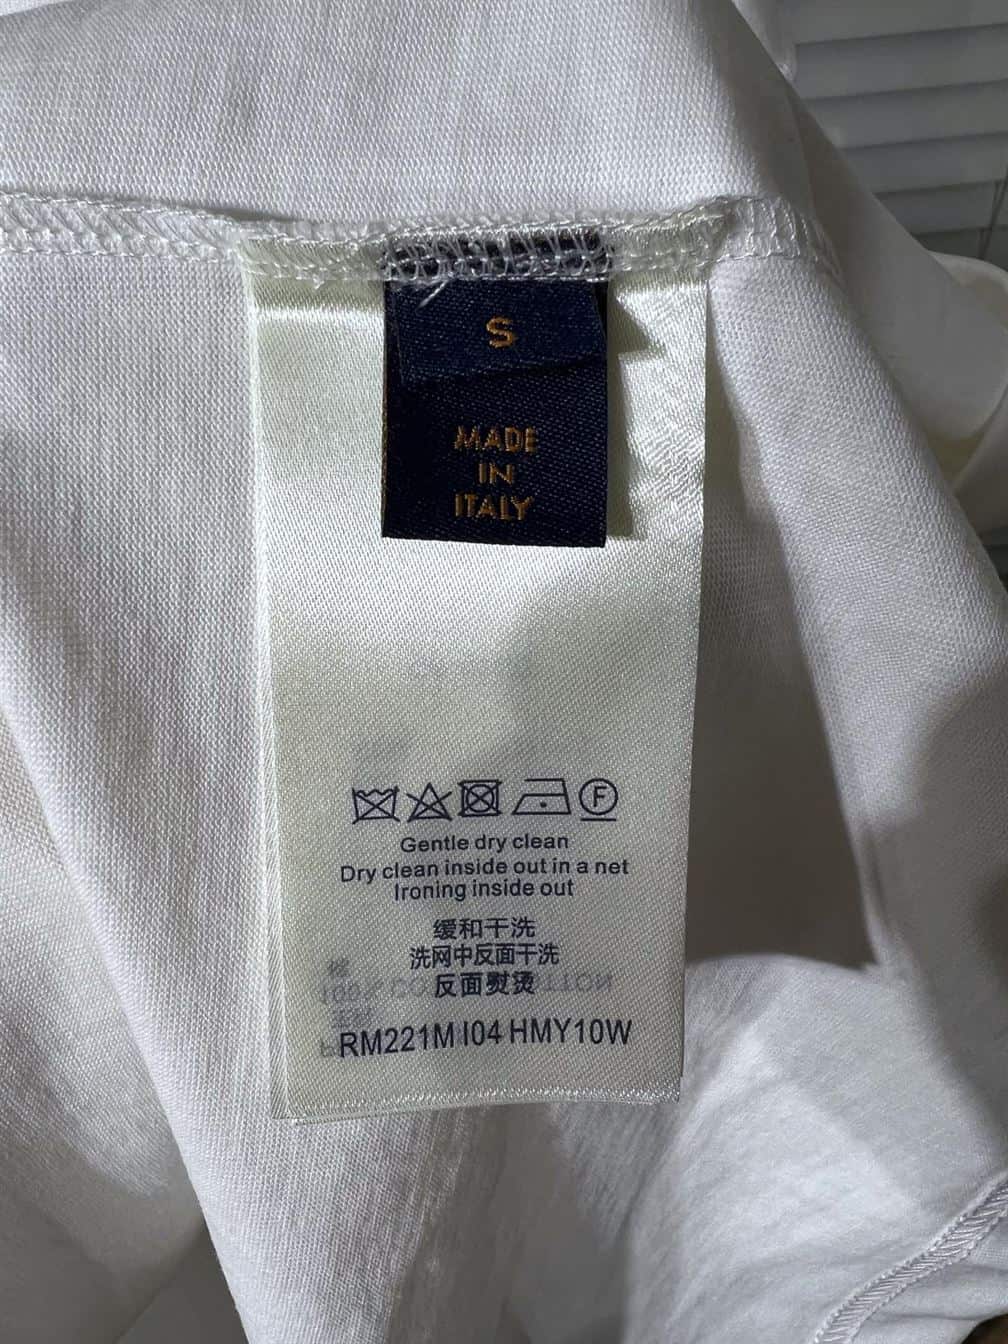 S
MADE
IN
ITALY
F
Gentle dry clean
Dry clean inside out in a net
Ironing inside out
缓和干洗
洗网中反面干洗
反面熨烫
RM221M I04 HMY10W